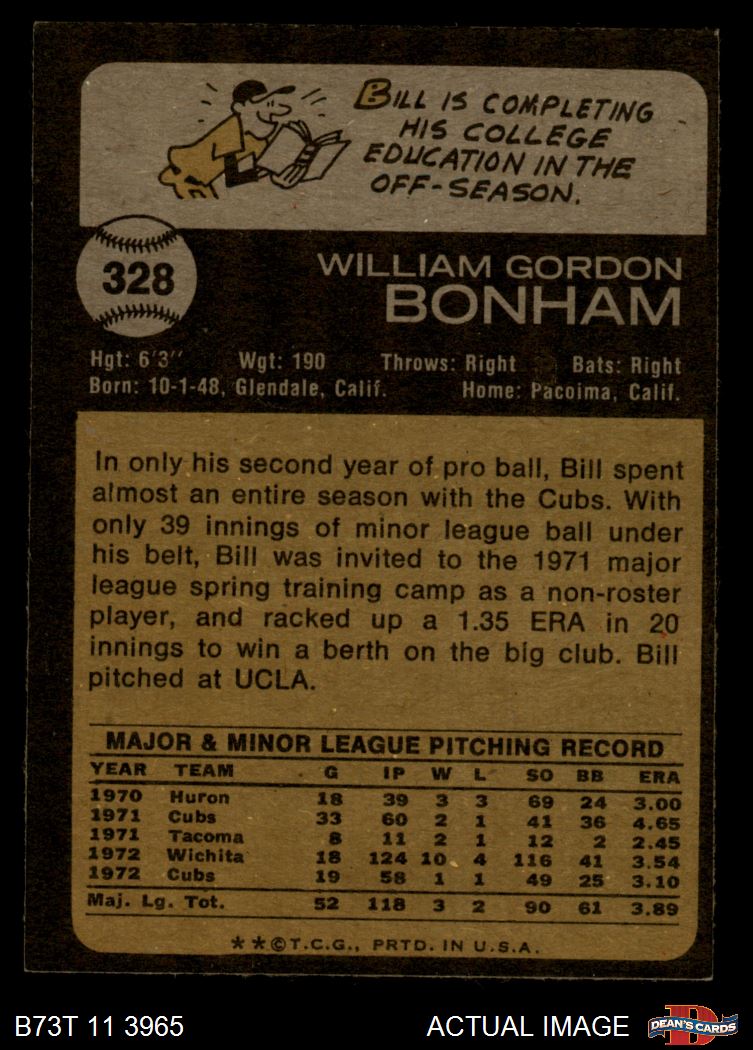 BILL IS COMPLETING
HIS COLLEGE
EDUCATION IN THE
OFF-SEASON.
328
WILLIAM GORDON
BONHAM
Hgt: 6'3" Wgt: 190 Throws: Right Bats: Right
Born: 10-1-48, Glendale, Calif. Home: Pacoima, Calif.
In only his second year of pro ball, Bill spent
almost an entire season with the Cubs. With
only 39 innings of minor league ball under
his belt, Bill was invited to the 1971 major
league spring training camp as a non-roster
player, and racked up a 1.35 ERA in 20
innings to win a berth on the big club. Bill
pitched at UCLA.
MAJOR & MINOR LEAGUE PITCHING RECORD
YEAR TEAM G IP W L SO BB ERA
1970 Huron 18 39 3 3 69 24 3.00
1971 Cubs 33 60 2 1 41 36 4.65
1971 Tacoma 8 11 2 1 12 2 2.45
1972 Wichita 18 124 10 4 116 41 3.54
1972 Cubs 19 58 1 1 49 25 3.10
Maj. Lg. Tot. 52 118 3 2 90 61 3.89
**©T.C.G., PRTD. IN U.S.A.
B73T 11 3965 ACTUAL IMAGE DEAN'S CARDS